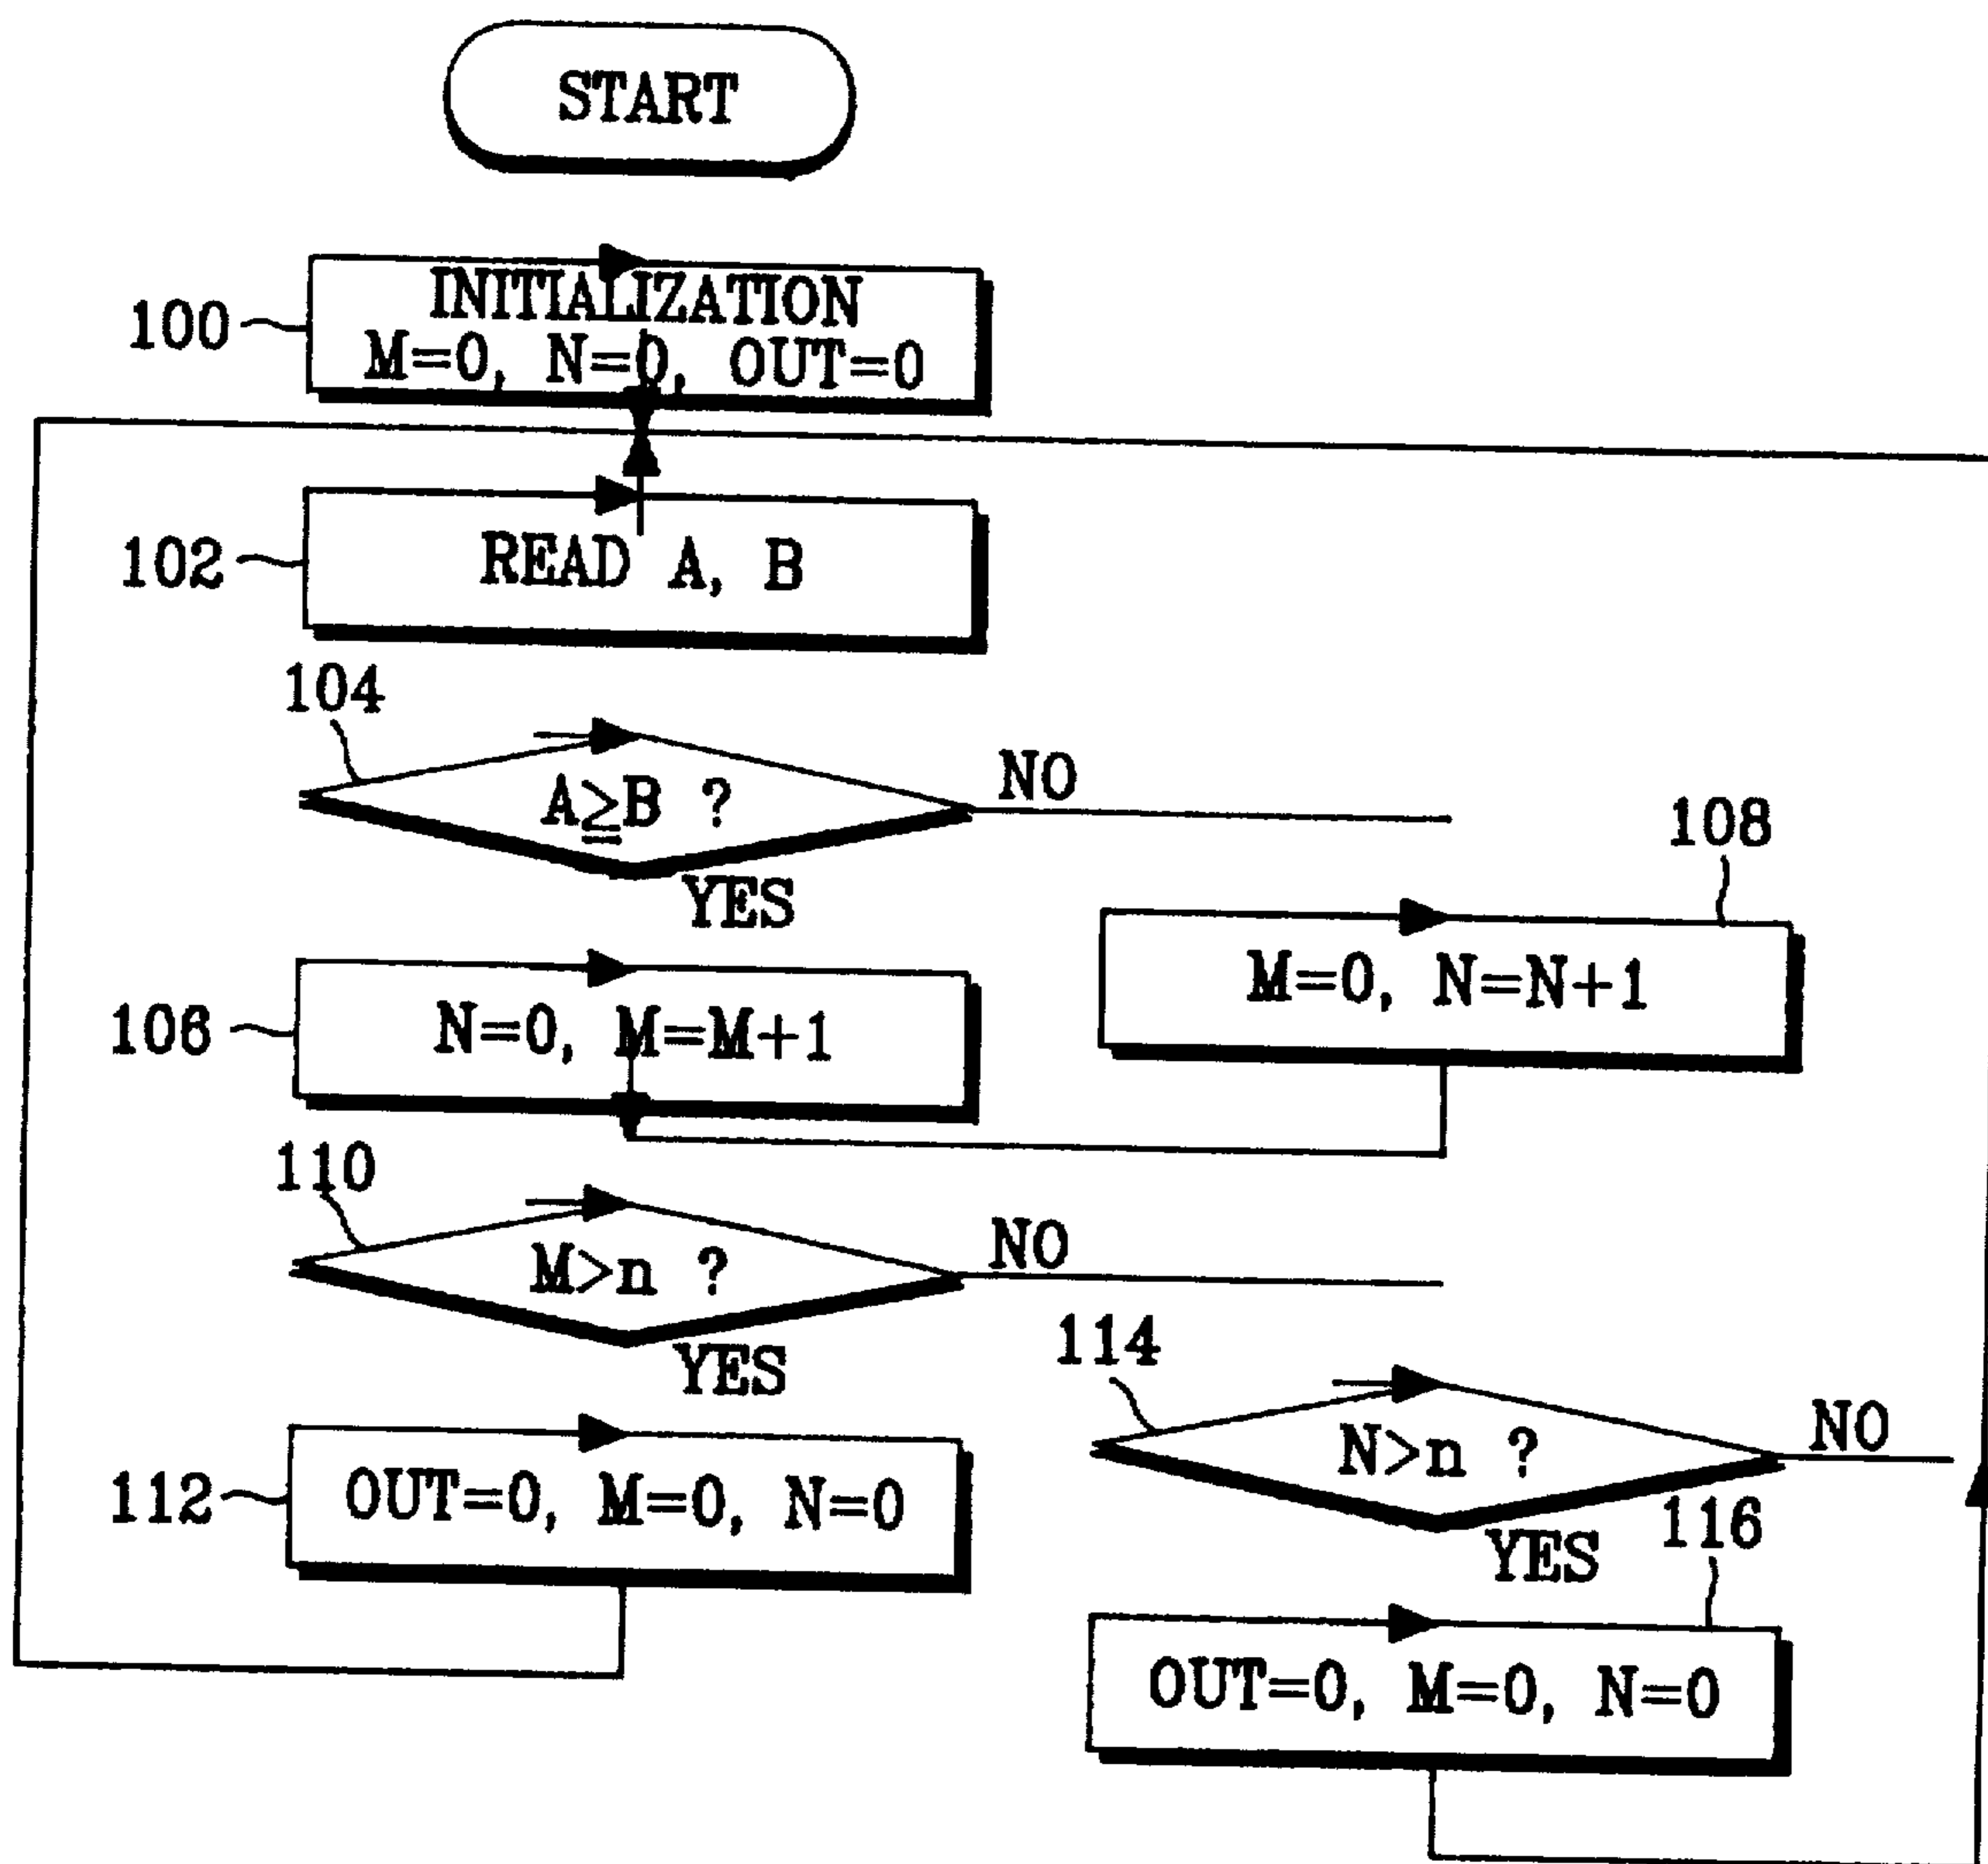 START
100
INITIALIZATION
M=0, N=0, OUT=0
102
READ A, B
104
A≧B ?
NO
YES
108
M=0, N=N+1
106
N=0, M=M+1
110
M>n ?
NO
YES
114
N>n ?
NO
YES
112
OUT=0, M=0, N=0
116
OUT=0, M=0, N=0